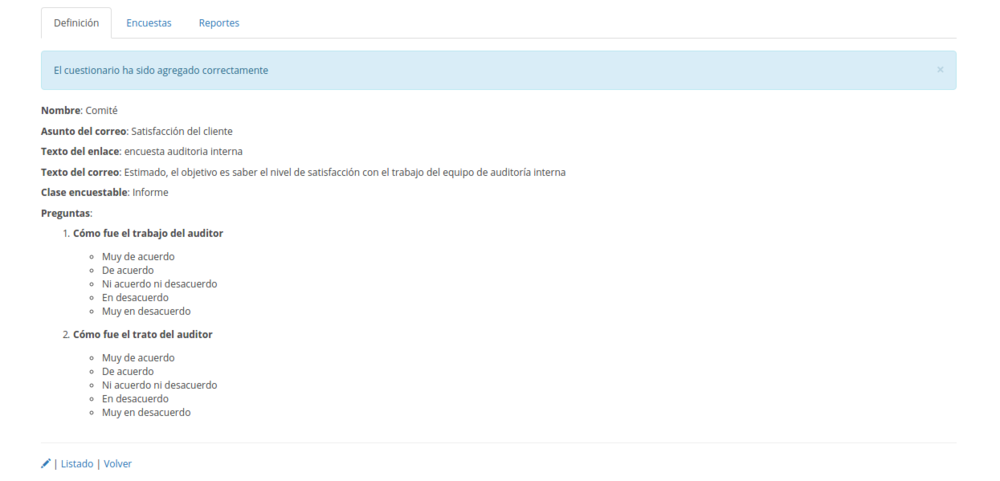 Definición Encuestas Reportes
El cuestionario ha sido agregado correctamente ×
Nombre: Comité
Asunto del correo: Satisfacción del cliente
Texto del enlace: encuesta auditoria interna
Texto del correo: Estimado, el objetivo es saber el nivel de satisfacción con el trabajo del equipo de auditoría interna
Clase encuestable: Informe
Preguntas:
1. Cómo fue el trabajo del auditor
Muy de acuerdo
De acuerdo
Ni acuerdo ni desacuerdo
En desacuerdo
Muy en desacuerdo
2. Cómo fue el trato del auditor
Muy de acuerdo
De acuerdo
Ni acuerdo ni desacuerdo
En desacuerdo
Muy en desacuerdo
| Listado | Volver